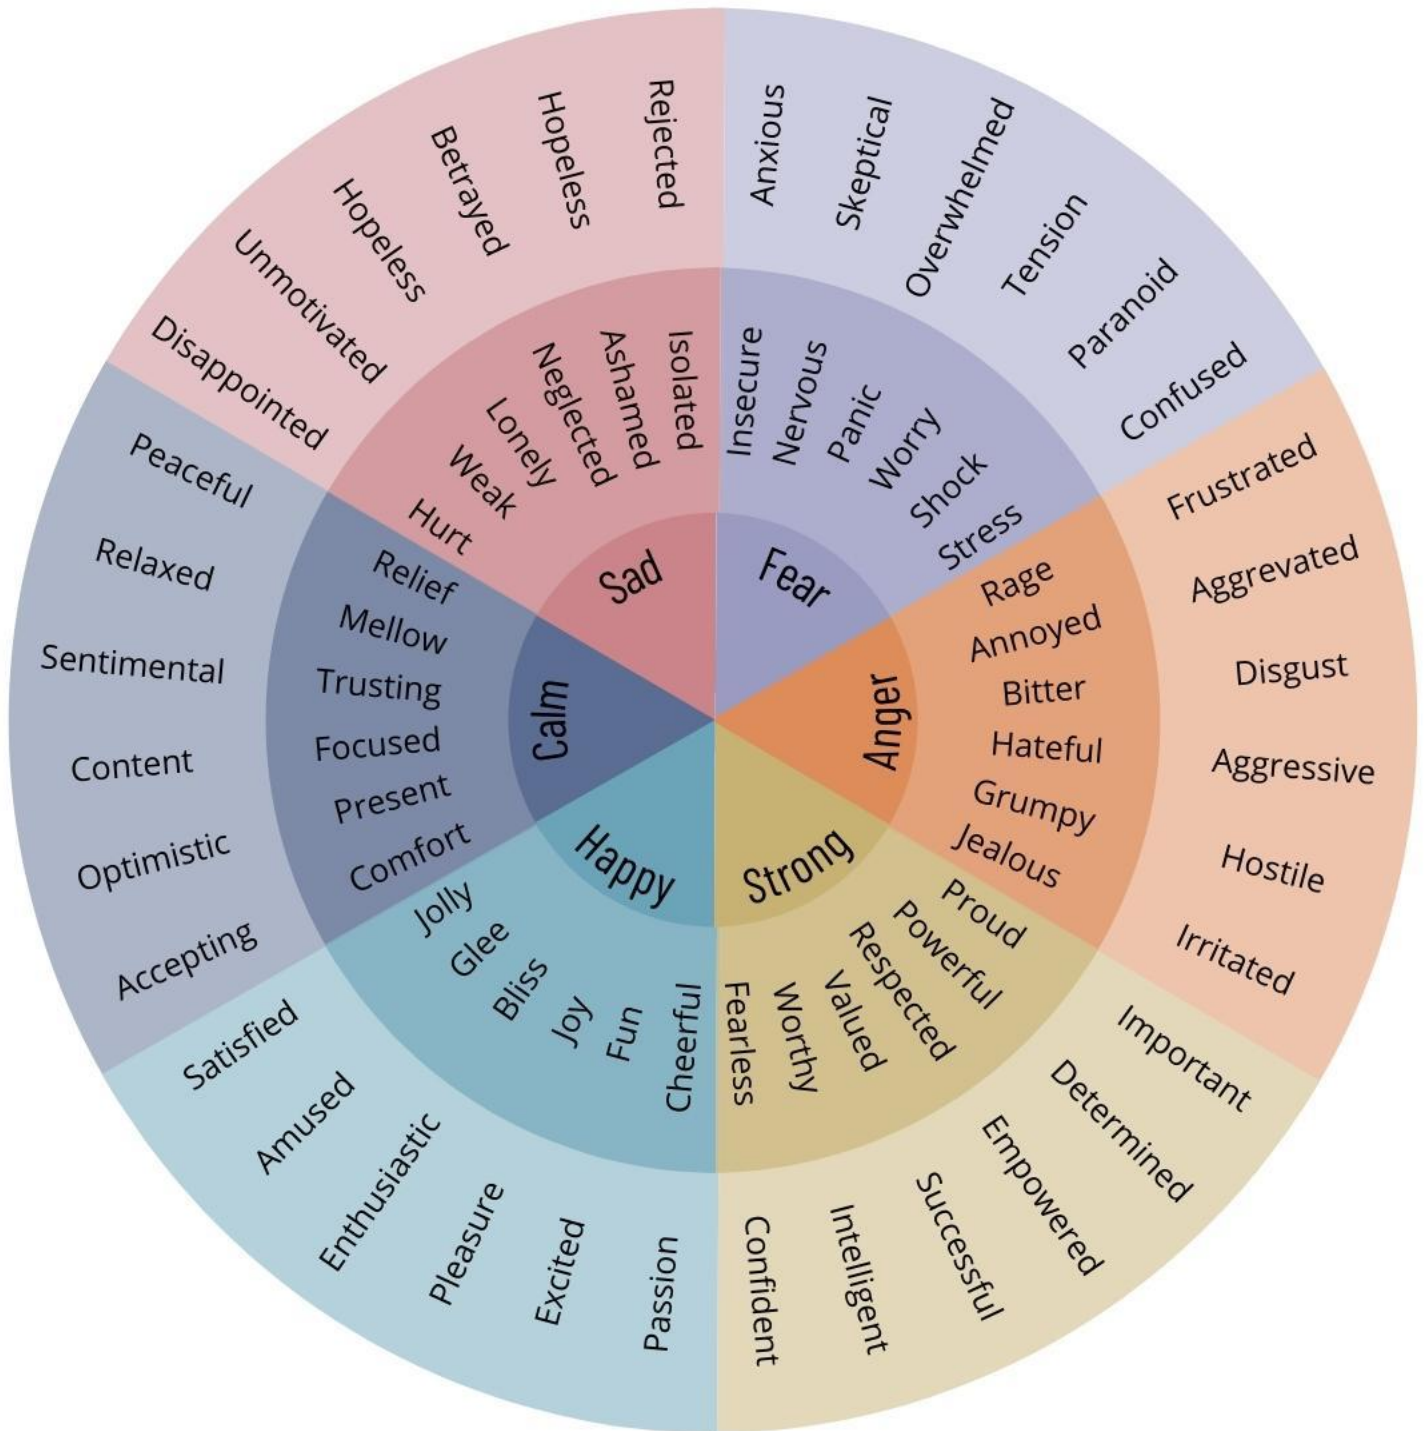 Sad
Fear
Anger
Strong
Happy
Calm
Isolated
Ashamed
Neglected
Lonely
Weak
Hurt
Insecure
Nervous
Panic
Worry
Shock
Stress
Rage
Annoyed
Bitter
Hateful
Grumpy
Jealous
Proud
Powerful
Respected
Valued
Worthy
Fearless
Cheerful
Fun
Joy
Bliss
Glee
Jolly
Comfort
Present
Focused
Trusting
Mellow
Relief
Rejected
Hopeless
Betrayed
Hopeless
Unmotivated
Disappointed
Anxious
Skeptical
Overwhelmed
Tension
Paranoid
Confused
Frustrated
Aggrevated
Disgust
Aggressive
Hostile
Irritated
Important
Determined
Empowered
Successful
Intelligent
Confident
Passion
Excited
Pleasure
Enthusiastic
Amused
Satisfied
Accepting
Optimistic
Content
Sentimental
Relaxed
Peaceful